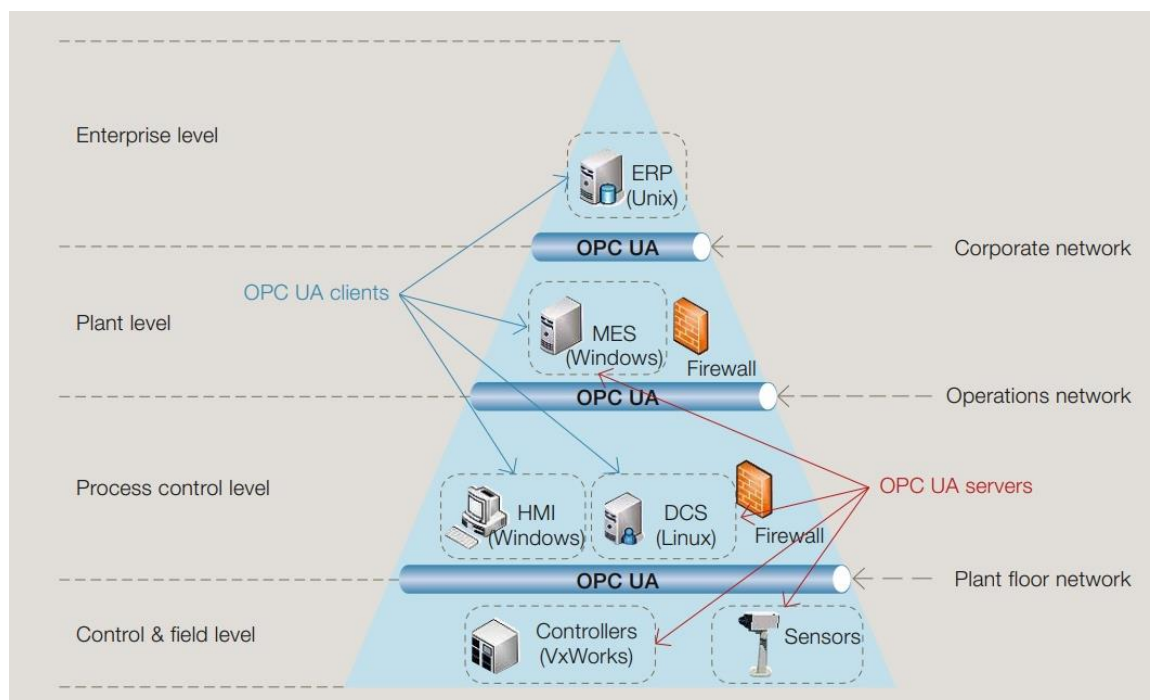 Enterprise level
ERP
(Unix)
OPC UA
Corporate network
OPC UA clients
Plant level
MES
(Windows)
Firewall
OPC UA
Operations network
Process control level
HMI
(Windows)
DCS
(Linux)
Firewall
OPC UA servers
OPC UA
Plant floor network
Control & field level
Controllers
(VxWorks)
Sensors